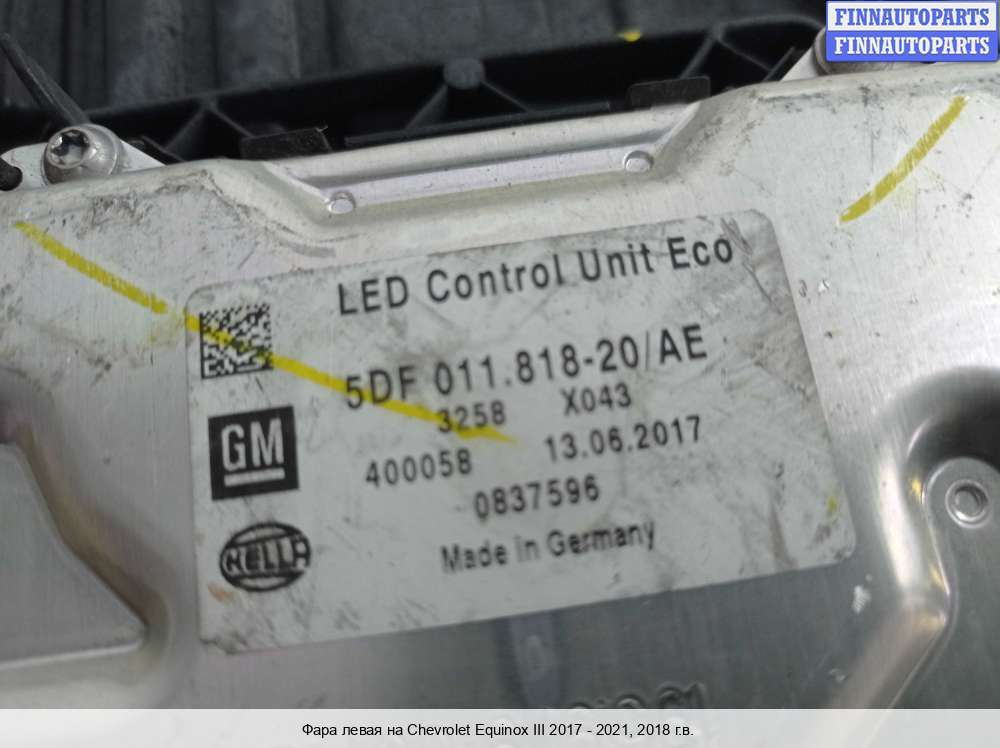 FINNAUTOPARTS
FINNAUTOPARTS
LED Control Unit Eco
5DF 011.818-20/AE
3258 X043
GM
400058 13.06.2017
0837596
HELLA
Made in Germany
Фара левая на Chevrolet Equinox III 2017 - 2021, 2018 г.в.